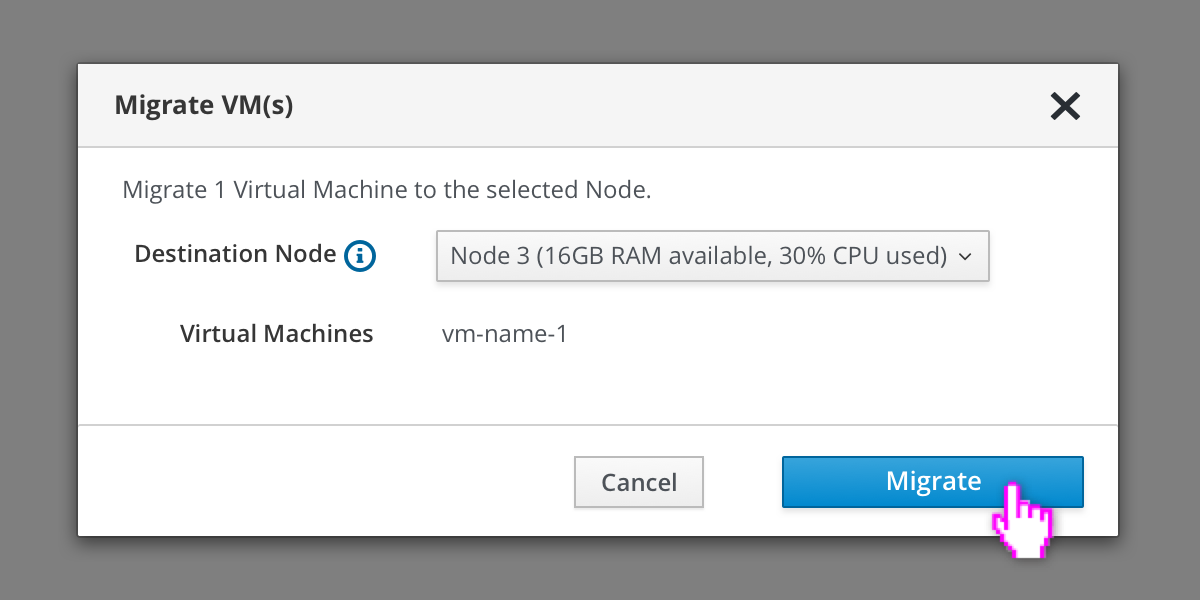 Migrate VM(s)
Migrate 1 Virtual Machine to the selected Node.
Destination Node
Node 3 (16GB RAM available, 30% CPU used)
Virtual Machines
vm-name-1
Cancel
Migrate